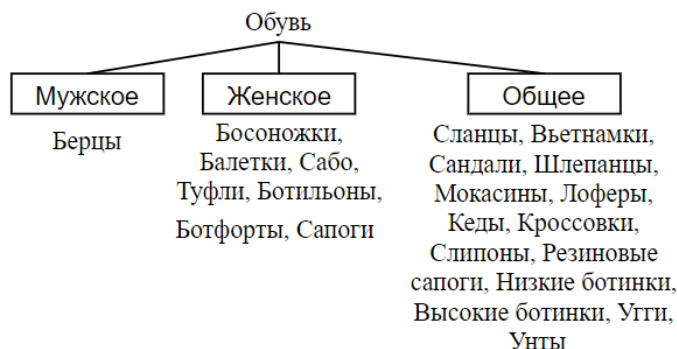 Обувь
Мужское
Женское
Общее
Берцы
Босоножки,
Балетки, Сабо,
Туфли, Ботильоны,
Ботфорты, Сапоги
Сланцы, Вьетнамки,
Сандали, Шлепанцы,
Мокасины, Лоферы,
Кеды, Кроссовки,
Слипоны, Резиновые
сапоги, Низкие ботинки,
Высокие ботинки, Угги,
Унты